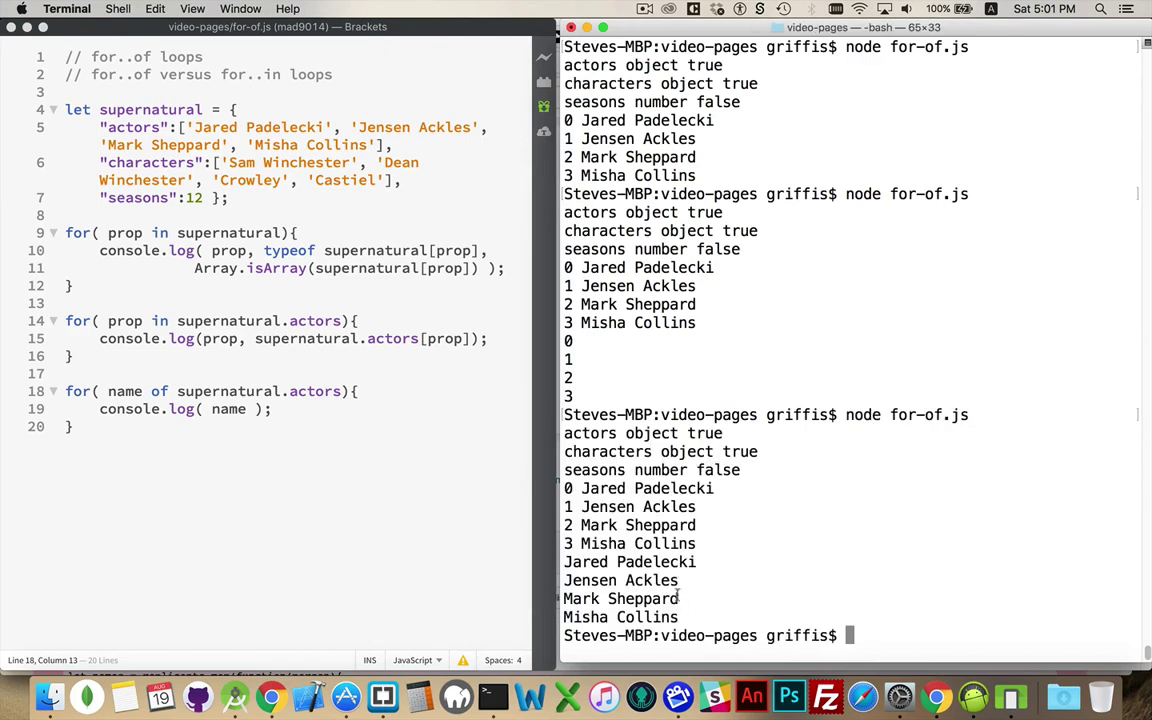 Terminal Shell Edit View Window Help
100%
Sat 5:01 PM
video-pages/for-of.js (mad9014) — Brackets
1 // for..of loops
2 // for..of versus for..in loops
3
4 let supernatural = {
5 "actors":['Jared Padelecki', 'Jensen Ackles',
'Mark Sheppard', 'Misha Collins'],
6 "characters":['Sam Winchester', 'Dean
Winchester', 'Crowley', 'Castiel'],
7 "seasons":12 };
8
9 for( prop in supernatural){
10 console.log( prop, typeof supernatural[prop],
11 Array.isArray(supernatural[prop]) );
12 }
13
14 for( prop in supernatural.actors){
15 console.log(prop, supernatural.actors[prop]);
16 }
17
18 for( name of supernatural.actors){
19 console.log( name );
20 }
Line 18, Column 13 — 20 Lines
INS
JavaScript
Spaces: 4
video-pages — -bash — 65×33
Steves-MBP:video-pages griffis$ node for-of.js
actors object true
characters object true
seasons number false
0 Jared Padelecki
1 Jensen Ackles
2 Mark Sheppard
3 Misha Collins
Steves-MBP:video-pages griffis$ node for-of.js
actors object true
characters object true
seasons number false
0 Jared Padelecki
1 Jensen Ackles
2 Mark Sheppard
3 Misha Collins
0
1
2
3
Steves-MBP:video-pages griffis$ node for-of.js
actors object true
characters object true
seasons number false
0 Jared Padelecki
1 Jensen Ackles
2 Mark Sheppard
3 Misha Collins
Jared Padelecki
Jensen Ackles
Mark Sheppard
Misha Collins
Steves-MBP:video-pages griffis$
19
An
Ps